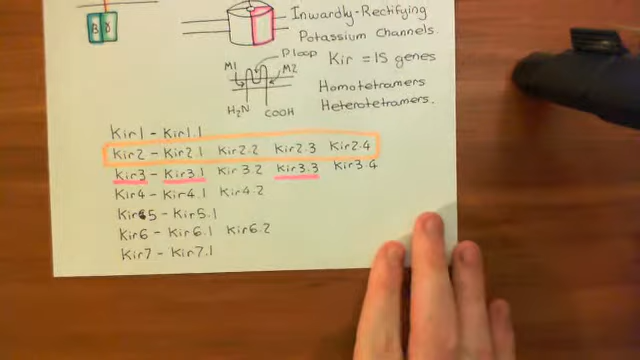 β γ
Inwardly-Rectifying
Potassium Channels.
Kir = 15 genes
P loop
M1
M2
H₂N
COOH
Homotetramers
Heterotetramers.
Kir1 - Kir1.1
Kir2 - Kir2.1 Kir2.2 Kir2.3 Kir2.4
Kir3 - Kir3.1 Kir3.2 Kir3.3 Kir3.4
Kir4 - Kir4.1 Kir4.2
Kir5 - Kir5.1
Kir6 - Kir6.1 Kir6.2
Kir7 - Kir7.1